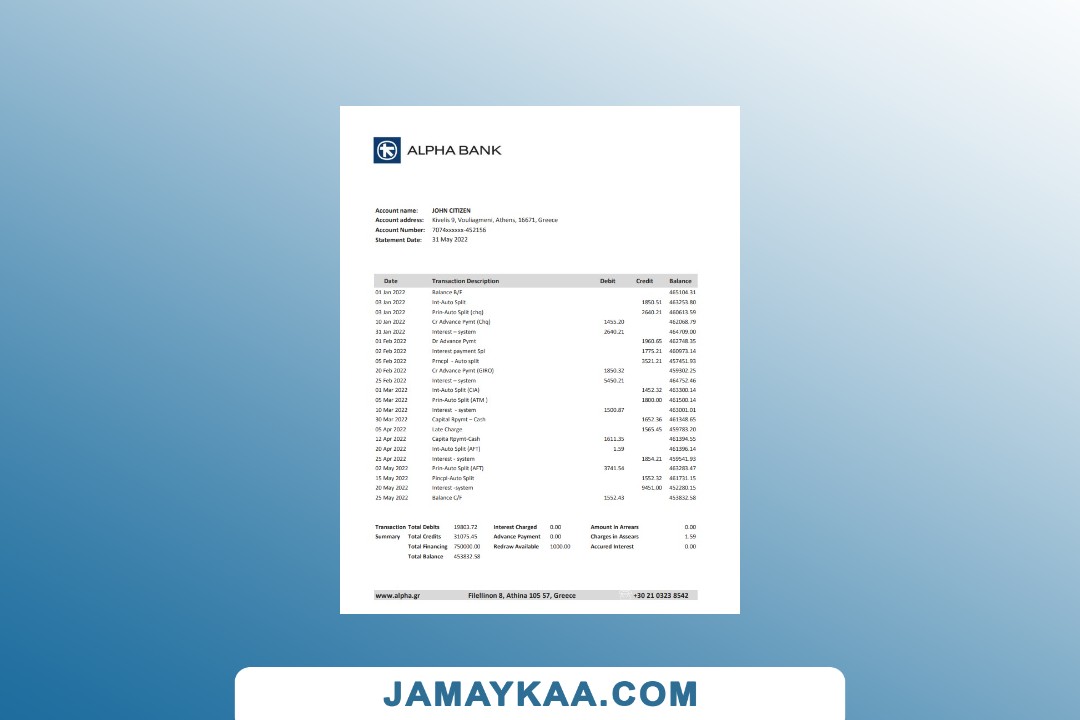 ALPHA BANK
Account name: JOHN CITIZEN
Account address: Kivelis 9, Vouliagmeni, Athens, 16671, Greece
Account Number: 7074xxxxxx-452156
Statement Date: 31 May 2022
Date Transaction Description Debit Credit Balance
01 Jan 2022 Balance B/F 465104.31
03 Jan 2022 Int-Auto Split 1850.51 463253.80
03 Jan 2022 Prin-Auto Split (chq) 2640.21 460613.59
10 Jan 2022 Cr Advance Pymt (Chq) 1455.20 462068.79
31 Jan 2022 Interest – system 2640.21 464709.00
01 Feb 2022 Dr Advance Pymt 1960.65 462748.35
02 Feb 2022 Interest payment Spl 1775.21 460973.14
05 Feb 2022 Prncpl - Auto split 3521.21 457451.93
20 Feb 2022 Cr Advance Pymt (GIRO) 1850.32 459302.25
25 Feb 2022 Interest – system 5450.21 464752.46
01 Mar 2022 Int-Auto Split (CIA) 1452.32 463300.14
05 Mar 2022 Prin-Auto Split (ATM ) 1800.00 461500.14
10 Mar 2022 Interest - system 1500.87 463001.01
30 Mar 2022 Capital Rpymt – Cash 1652.36 461348.65
05 Apr 2022 Late Charge 1565.45 459783.20
12 Apr 2022 Capita Rpymt-Cash 1611.35 461394.55
20 Apr 2022 Int-Auto Split (AFT) 1.59 461396.14
25 Apr 2022 Interest - system 1854.21 459541.93
02 May 2022 Prin-Auto Split (AFT) 3741.54 463283.47
15 May 2022 Pincpl-Auto Split 1552.32 461731.15
20 May 2022 Interest -system 9451.00 452280.15
25 May 2022 Balance C/F 1552.43 453832.58
Transaction Total Debits 19803.72 Interest Charged 0.00 Amount in Arrears 0.00
Summary Total Credits 31075.45 Advance Payment 0.00 Charges in Assears 1.59
Total Financing 750000.00 Redraw Available 1000.00 Accured Interest 0.00
Total Balance 453832.58
www.alpha.gr Filellinon 8, Athina 105 57, Greece +30 21 0323 8542
JAMAYKAA.COM